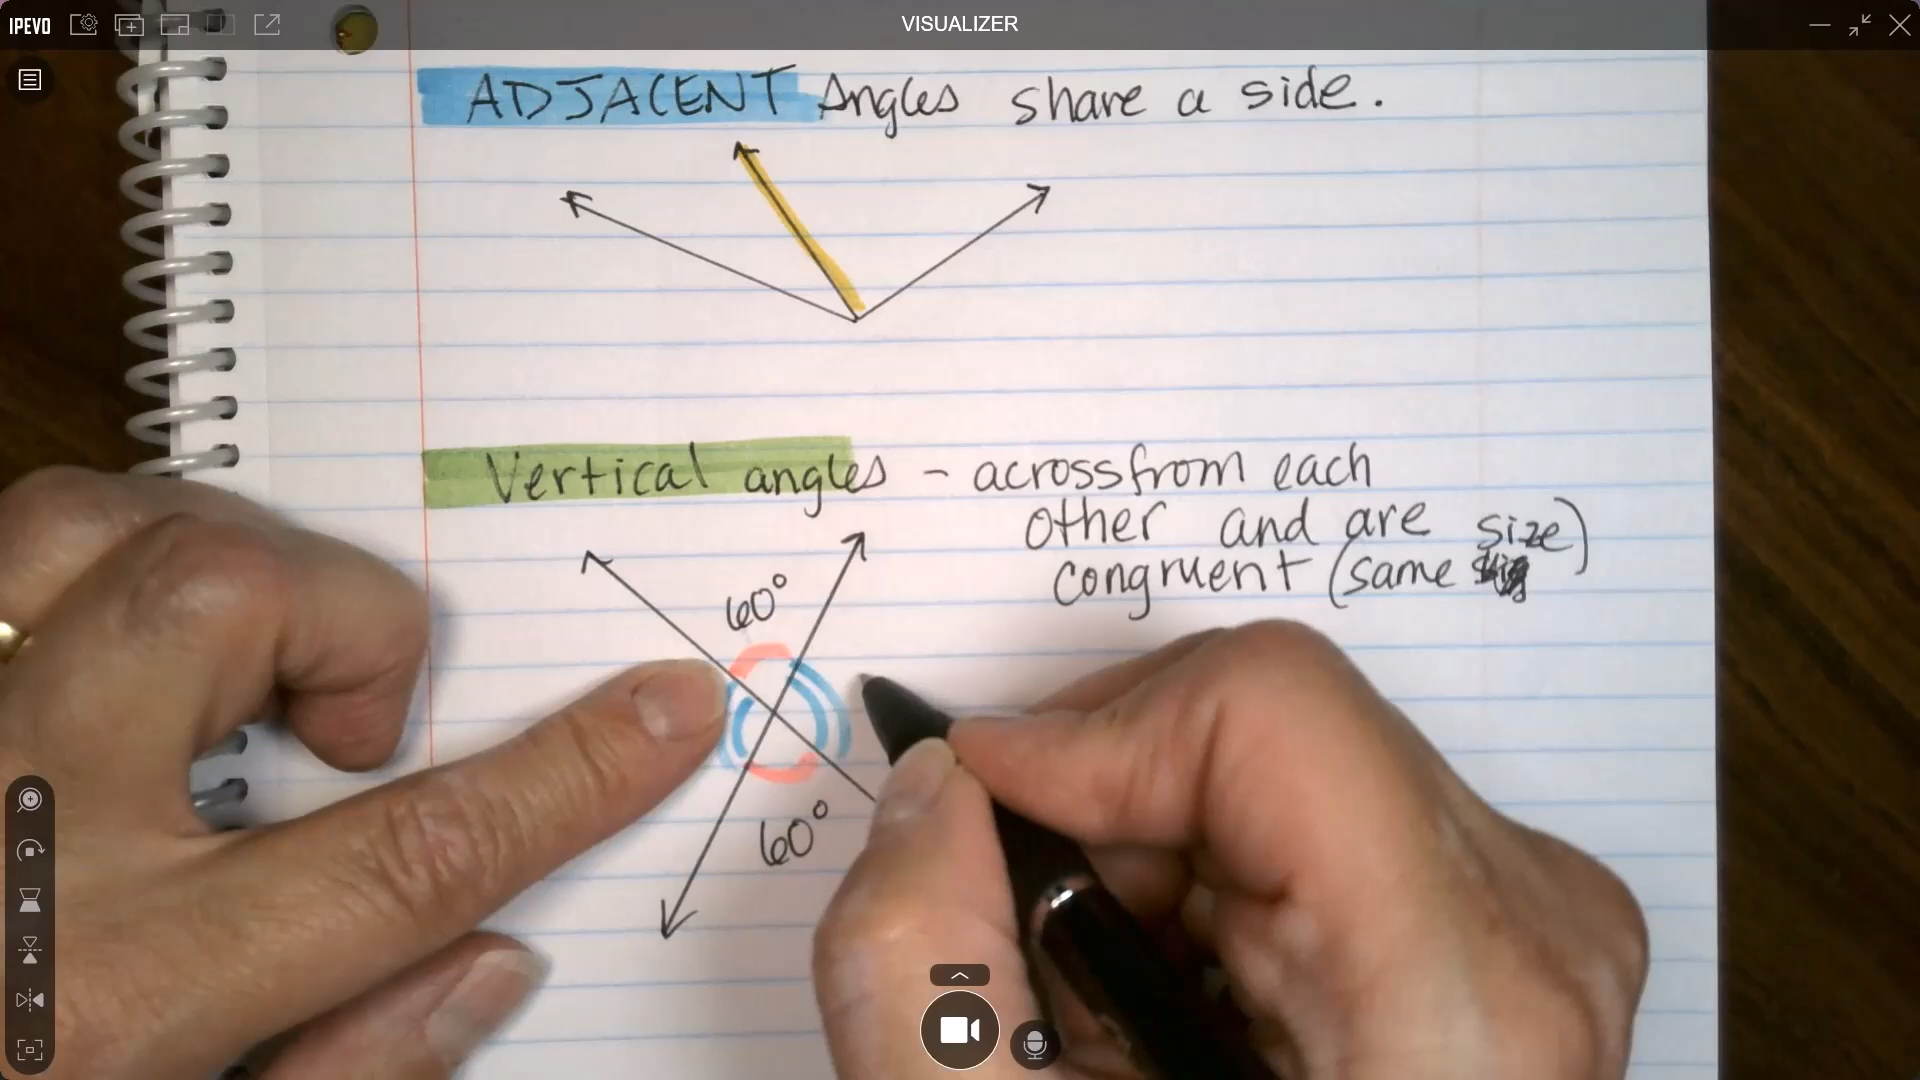 IPEVO
VISUALIZER
ADJACENT Angles share a side.
Vertical angles - across from each
other and are size)
congruent (same
60°
60°